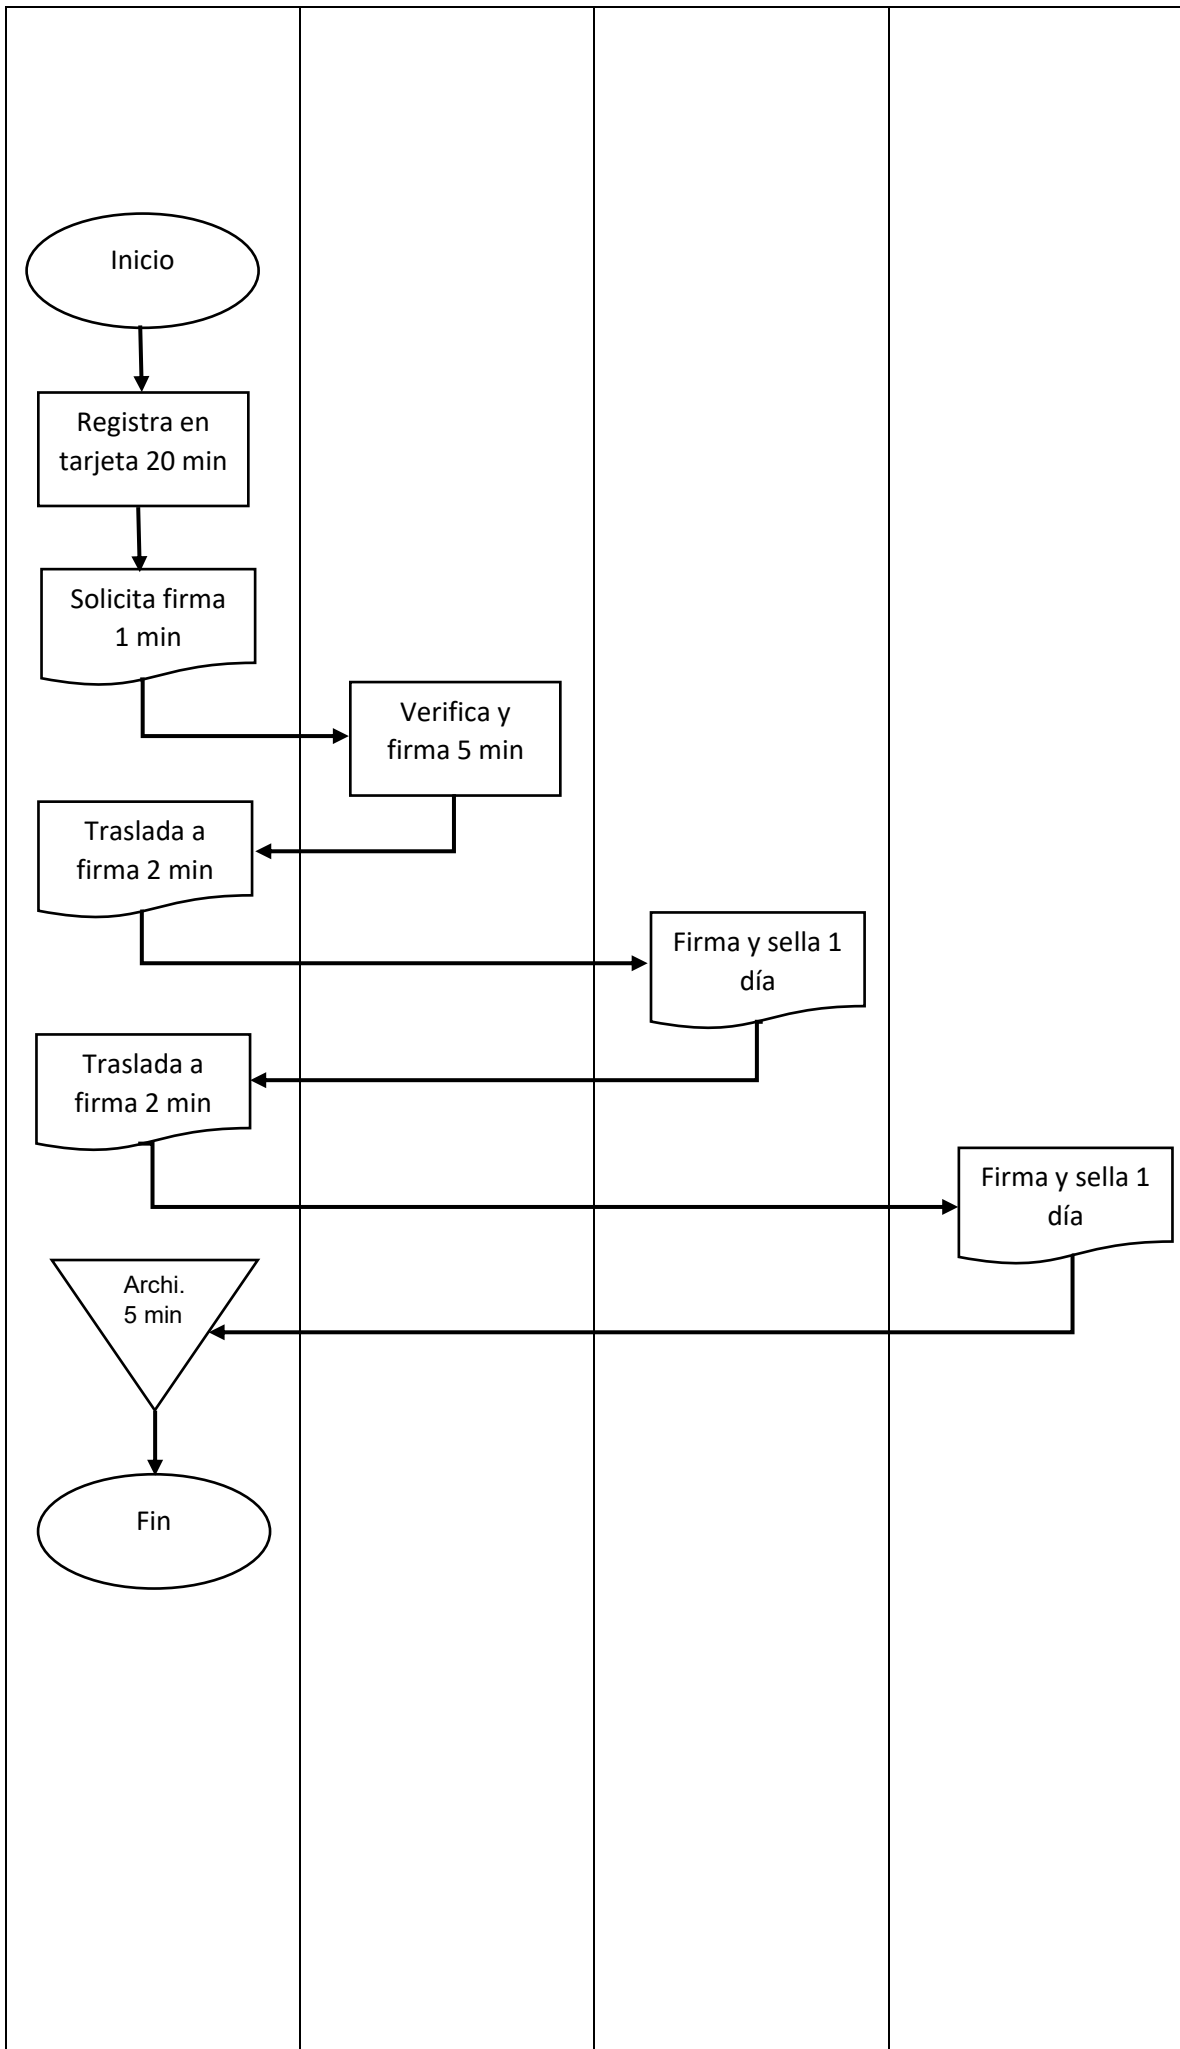 Inicio
Registra en
tarjeta 20 min
Solicita firma
1 min
Verifica y
firma 5 min
Traslada a
firma 2 min
Firma y sella 1
día
Traslada a
firma 2 min
Firma y sella 1
día
Archi.
5 min
Fin